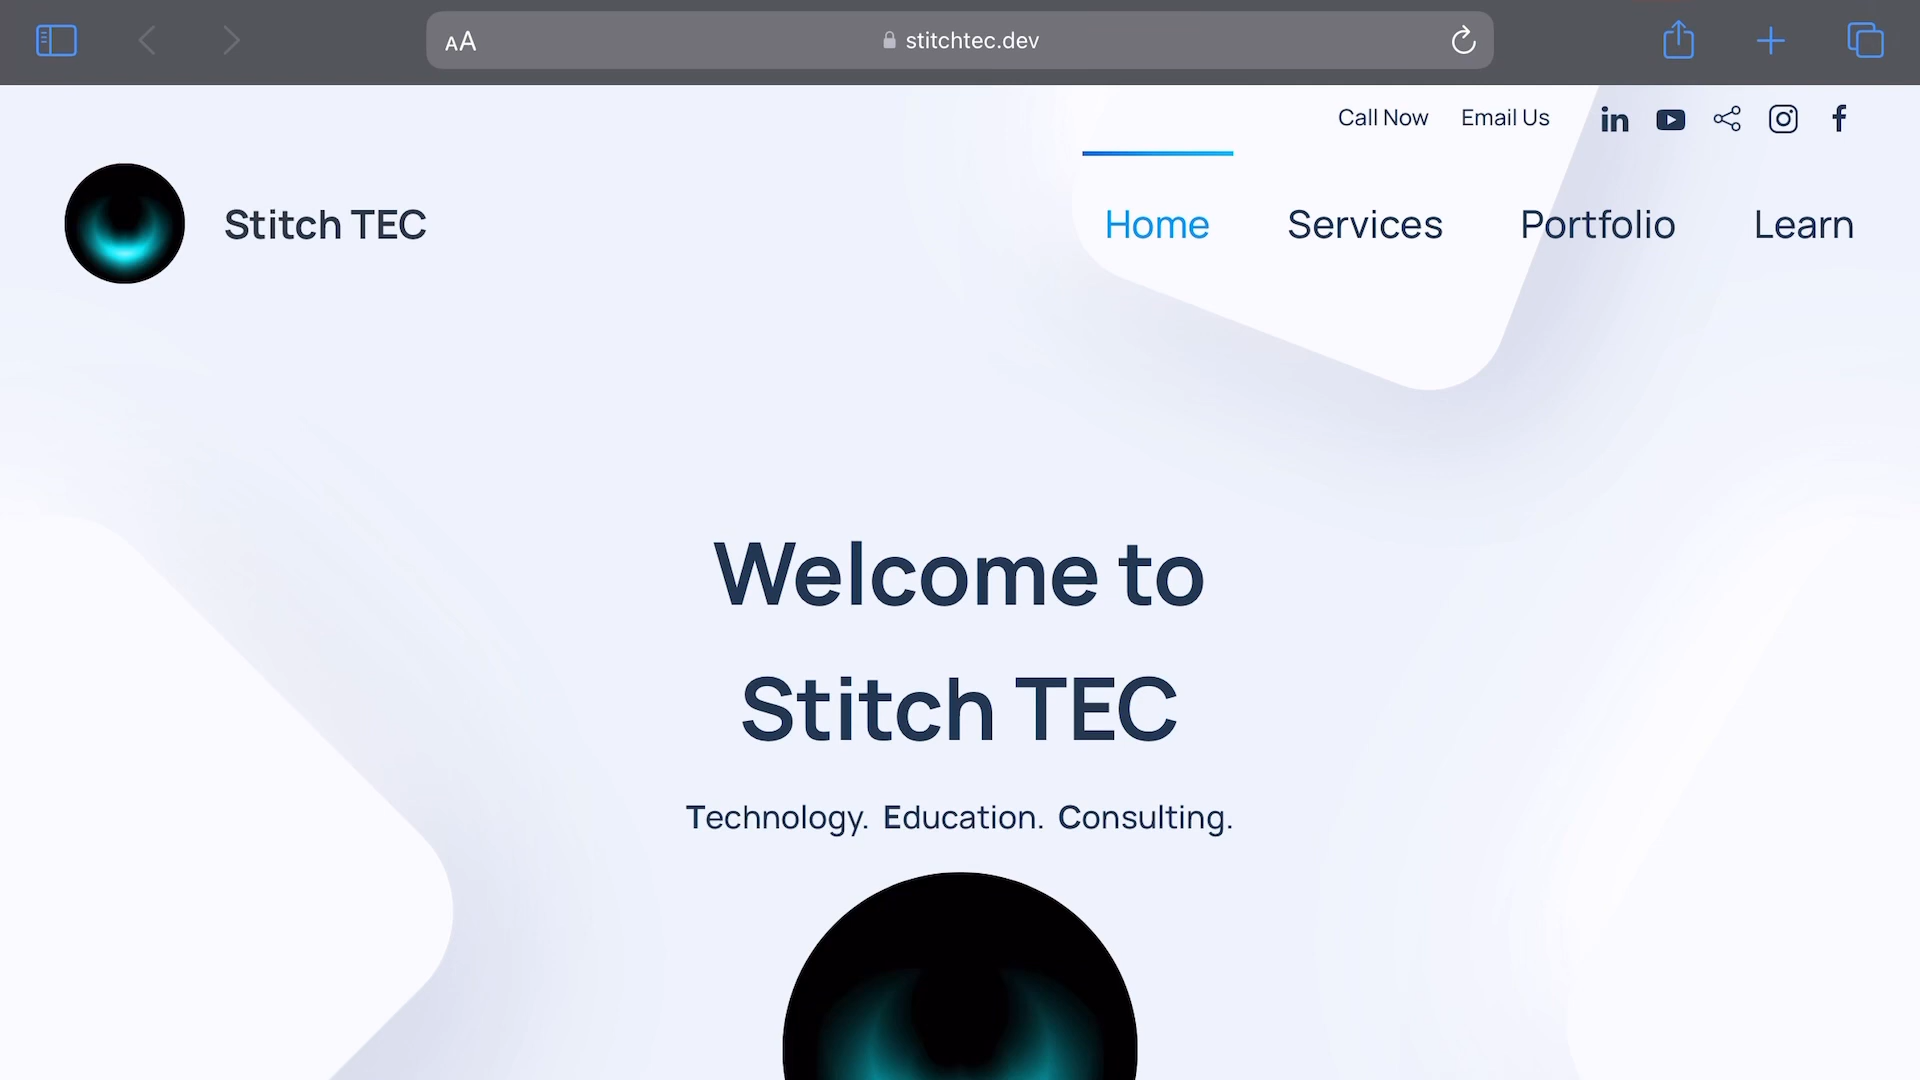 AA stitchtec.dev
Call Now Email Us
Stitch TEC Home Services Portfolio Learn
Welcome to
Stitch TEC
Technology. Education. Consulting.